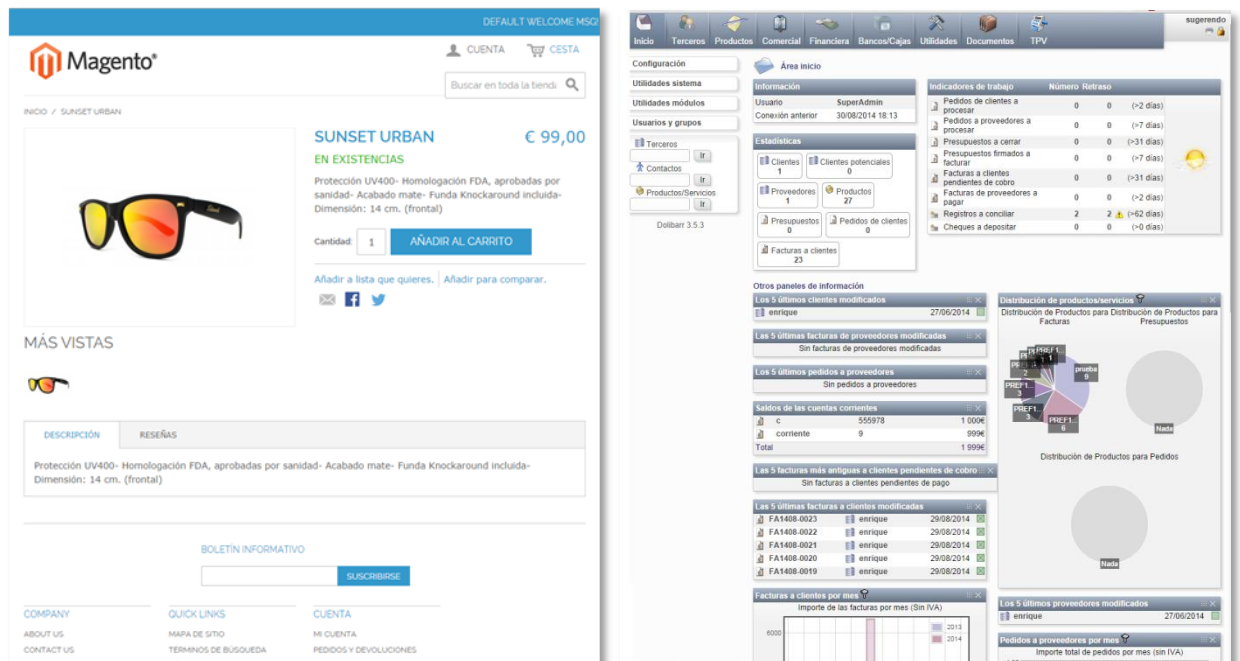 DEFAULT WELCOME MSG!
Magento®
CUENTA
CESTA
Buscar en toda la tienda
INICIO / SUNSET URBAN
SUNSET URBAN
€ 99,00
EN EXISTENCIAS
Protección UV400- Homologación FDA, aprobadas por
sanidad- Acabado mate- Funda Knockaround incluida-
Dimensión: 14 cm. (frontal)
Cantidad: 1 AÑADIR AL CARRITO
Añadir a lista que quieres. Añadir para comparar.
MÁS VISTAS
DESCRIPCIÓN RESEÑAS
Protección UV400- Homologación FDA, aprobadas por sanidad- Acabado mate- Funda Knockaround incluida-
Dimensión: 14 cm. (frontal)
BOLETÍN INFORMATIVO
SUSCRIBIRSE
COMPANY QUICK LINKS CUENTA
ABOUT US MAPA DE SITIO MI CUENTA
CONTACT US TÉRMINOS DE BÚSQUEDA PEDIDOS Y DEVOLUCIONES
Inicio Terceros Productos Comercial Financiera Bancos/Cajas Utilidades Documentos TPV
sugerendo
Configuración
Utilidades sistema
Utilidades módulos
Usuarios y grupos
Terceros
Ir
Contactos
Ir
Productos/Servicios
Ir
Dolibarr 3.5.3
Área inicio
Información
Usuario SuperAdmin
Conexión anterior 30/08/2014 18:13
Estadísticas
Clientes
1
Clientes potenciales
0
Proveedores
1
Productos
27
Presupuestos
0
Pedidos de clientes
0
Facturas a clientes
23
Indicadores de trabajo Número Retraso
Pedidos de clientes a
procesar 0 0 (>2 días)
Pedidos a proveedores a
procesar 0 0 (>7 días)
Presupuestos a cerrar 0 0 (>31 días)
Presupuestos firmados a
facturar 0 0 (>7 días)
Facturas a clientes
pendientes de cobro 0 0 (>31 días)
Facturas de proveedores a
pagar 0 0 (>2 días)
Registros a conciliar 2 2 (>62 días)
Cheques a depositar 0 0 (>0 días)
Otros paneles de información
Los 5 últimos clientes modificados
enrique 27/06/2014
Las 5 últimas facturas de proveedores modificadas
Sin facturas de proveedores modificadas
Los 5 últimos pedidos a proveedores
Sin pedidos a proveedores
Saldos de las cuentas corrientes
c 555978 1 000€
corriente 9 999€
Total 1 999€
Las 5 facturas más antiguas a clientes pendientes de cobro
Sin facturas a clientes pendientes de pago
Las 5 últimas facturas a clientes modificadas
FA1408-0023 enrique 29/08/2014
FA1408-0022 enrique 29/08/2014
FA1408-0021 enrique 29/08/2014
FA1408-0020 enrique 29/08/2014
FA1408-0019 enrique 29/08/2014
Facturas a clientes por mes
Importe de las facturas por mes (Sin IVA)
6000
2013
2014
Distribución de productos/servicios
Distribución de Productos para
Facturas
Distribución de Productos para
Presupuestos
prueba
9
PREF1...
6
PREF1...
3
Nada
Distribución de Productos para Pedidos
Nada
Los 5 últimos proveedores modificados
enrique 27/06/2014
Pedidos a proveedores por mes
Importe total de pedidos por mes (sin IVA)